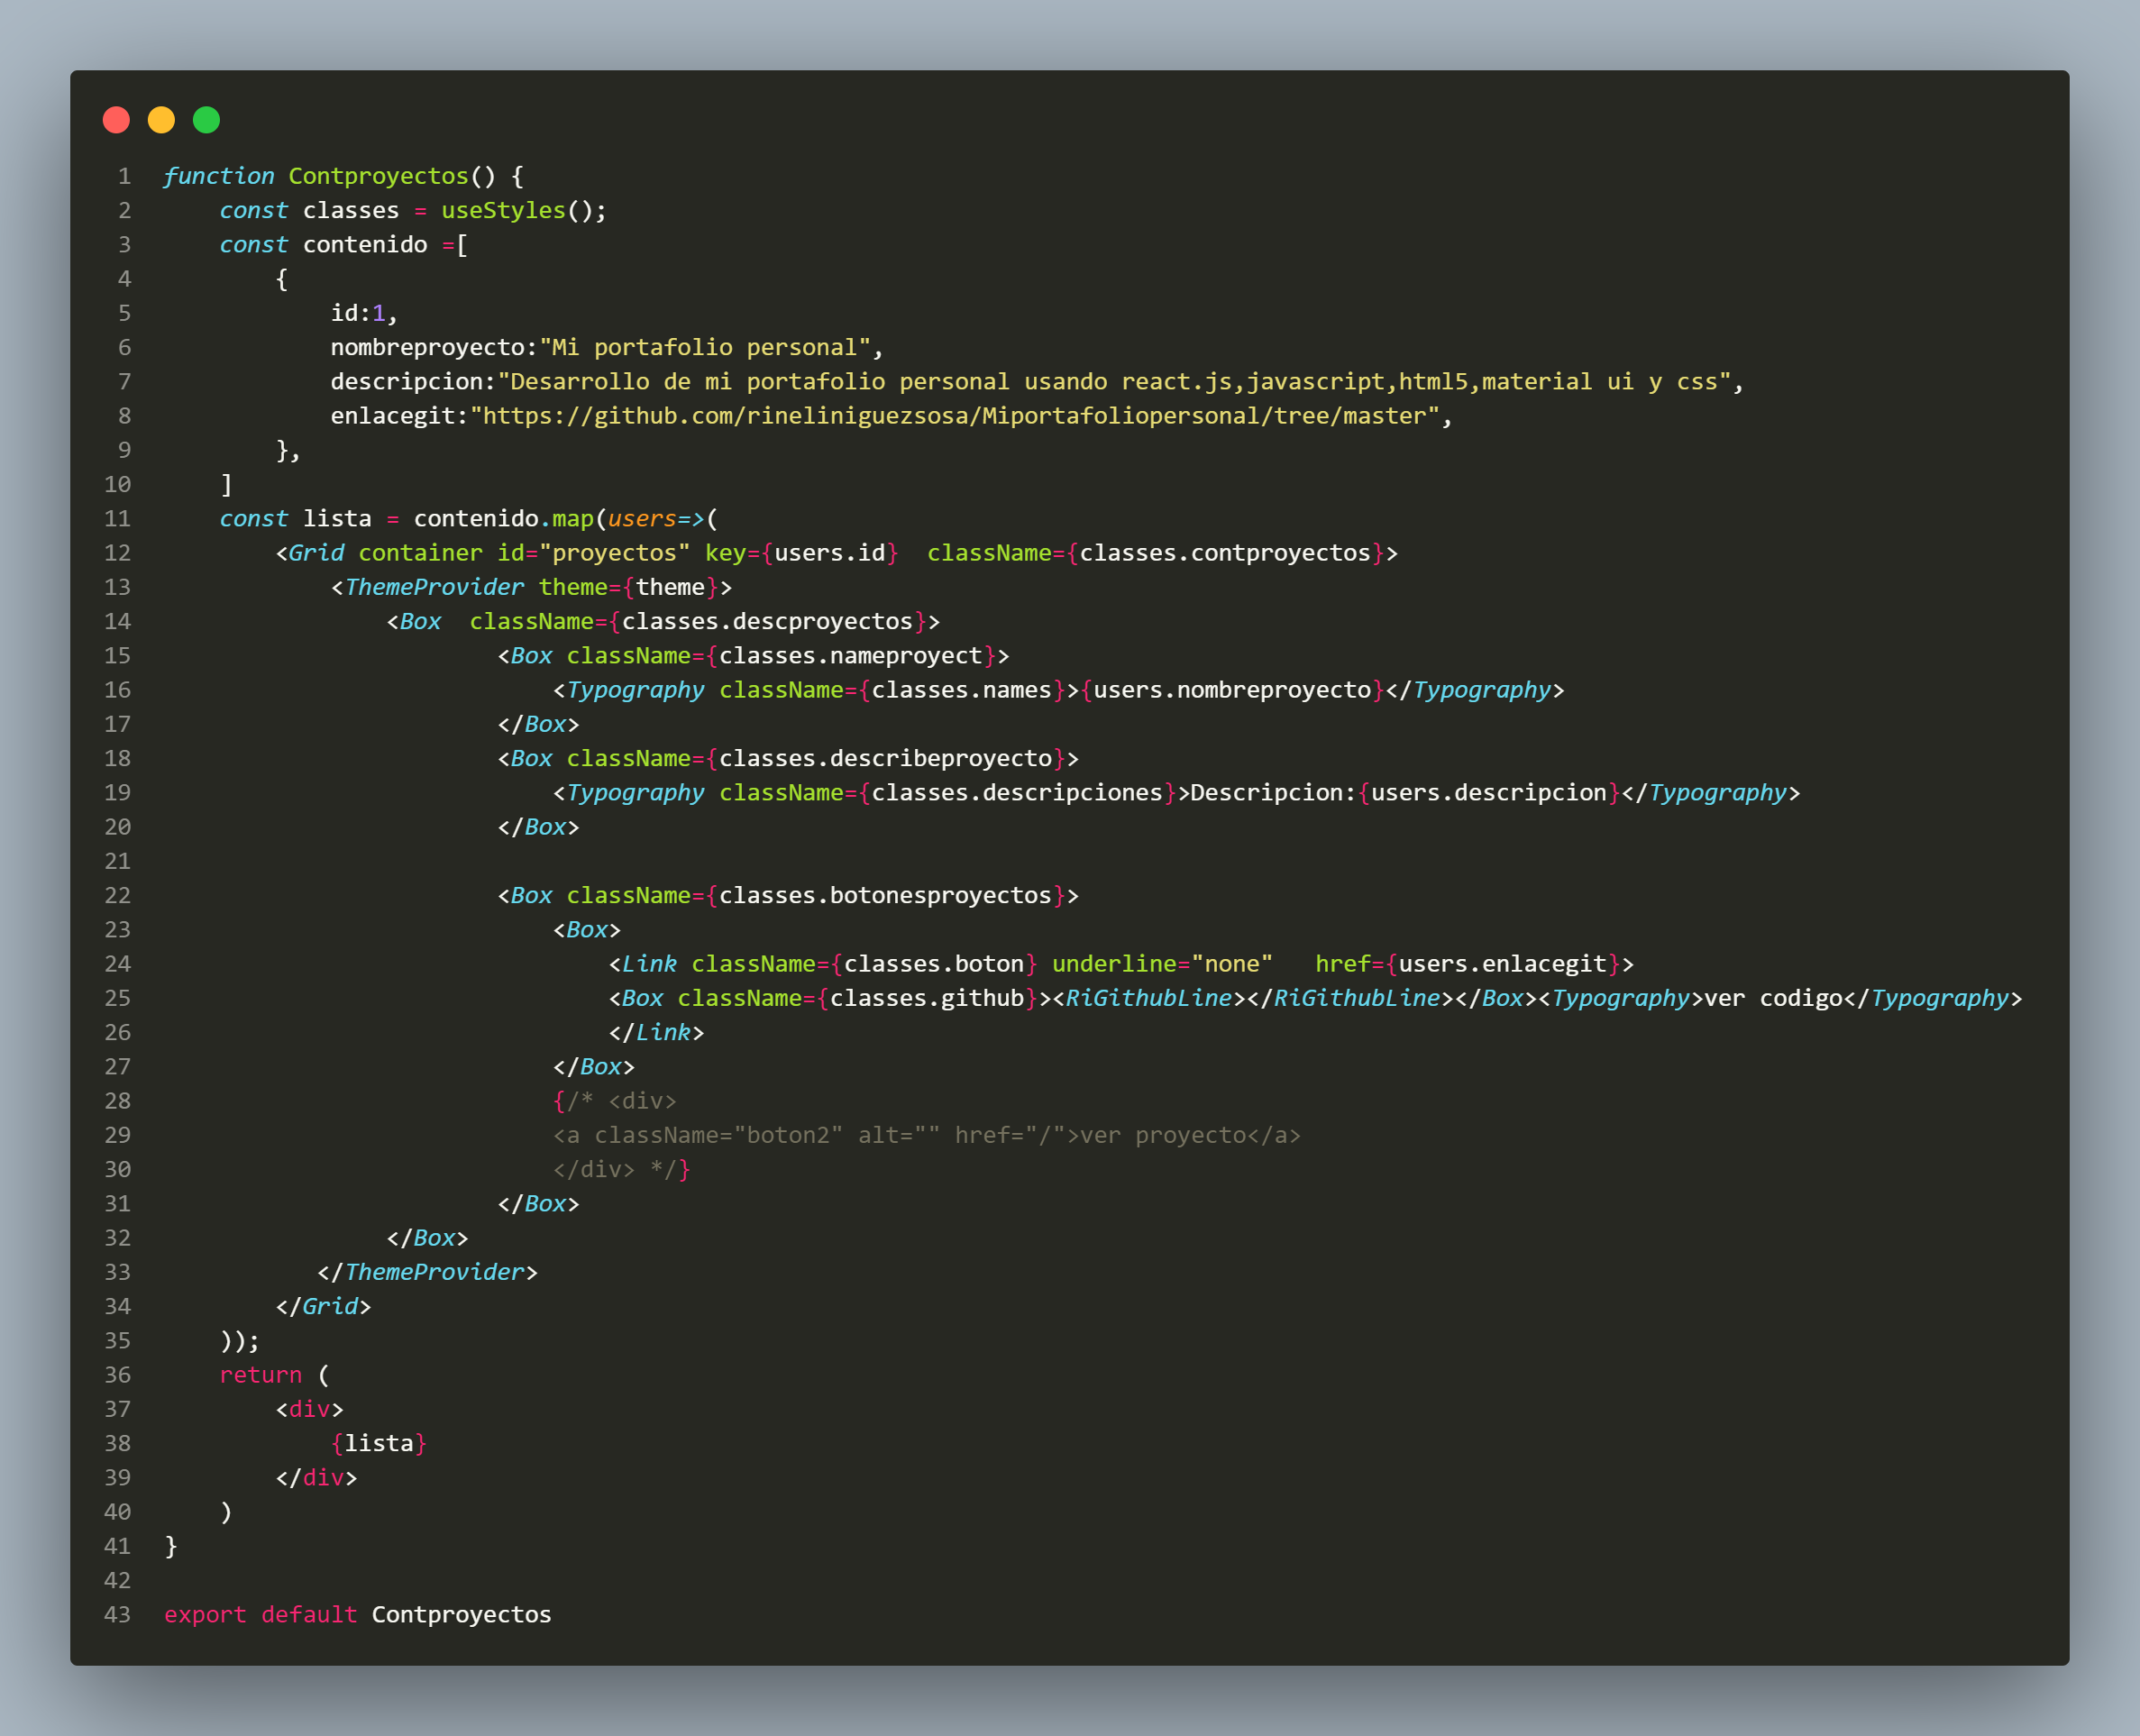 1 function Contproyectos() {
2     const classes = useStyles();
3     const contenido =[
4         {
5             id:1,
6             nombreproyecto:"Mi portafolio personal",
7             descripcion:"Desarrollo de mi portafolio personal usando react.js,javascript,html5,material ui y css",
8             enlacegit:"https://github.com/rineliniguezsosa/Miportafoliopersonal/tree/master",
9         },
10     ]
11     const lista = contenido.map(users=>(
12         <Grid container id="proyectos" key={users.id}  className={classes.contproyectos}>
13             <ThemeProvider theme={theme}>
14                 <Box  className={classes.descproyectos}>
15                         <Box className={classes.nameproyect}>
16                             <Typography className={classes.names}>{users.nombreproyecto}</Typography>
17                         </Box>
18                         <Box className={classes.describeproyecto}>
19                             <Typography className={classes.descripciones}>Descripcion:{users.descripcion}</Typography>
20                         </Box>
21
22                         <Box className={classes.botonesproyectos}>
23                             <Box>
24                                 <Link className={classes.boton} underline="none"   href={users.enlacegit}>
25                                 <Box className={classes.github}><RiGithubLine></RiGithubLine></Box><Typography>ver codigo</Typography>
26                                 </Link>
27                             </Box>
28                             {/* <div>
29                             <a className="boton2" alt="" href="/">ver proyecto</a>
30                             </div> */}
31                         </Box>
32                 </Box>
33            </ThemeProvider>
34         </Grid>
35     ));
36     return (
37         <div>
38             {lista}
39         </div>
40     )
41 }
42
43 export default Contproyectos